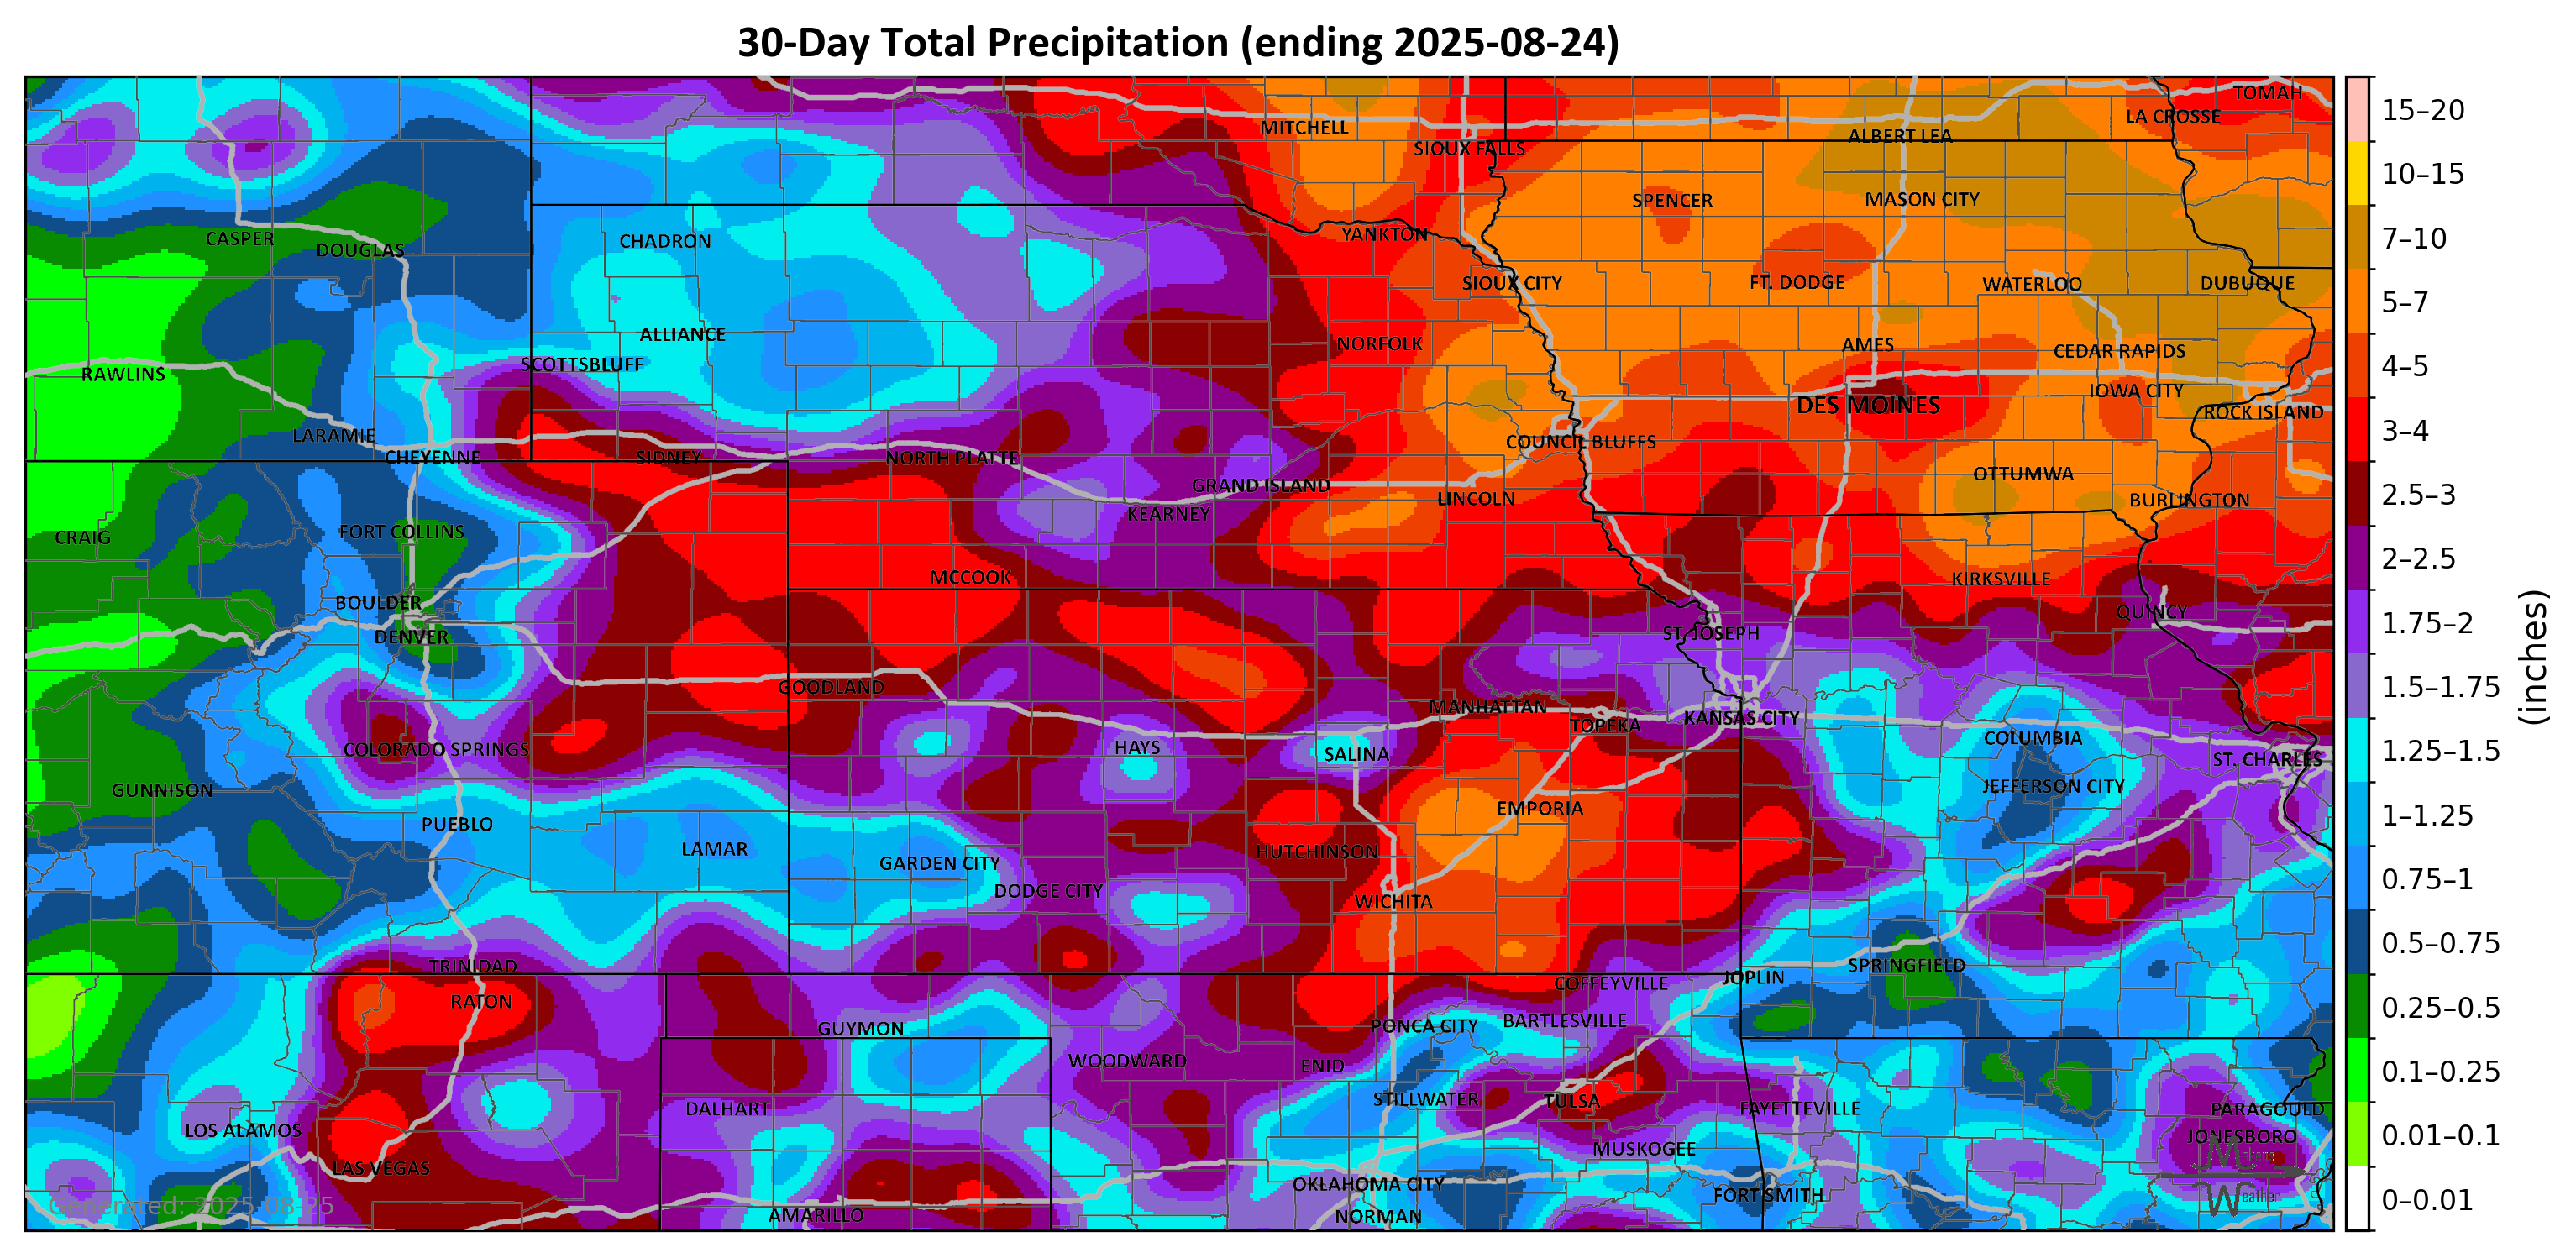 30-Day Total Precipitation (ending 2025-08-24)
TOMAH
LA CROSSE
MITCHELL
ALBERT LEA
SIOUX FALLS
SPENCER
MASON CITY
YANKTON
CASPER
CHADRON
DOUGLAS
SIOUX CITY
FT. DODGE
WATERLOO
DUBUQUE
ALLIANCE
NORFOLK
AMES
CEDAR RAPIDS
SCOTTSBLUFF
RAWLINS
IOWA CITY
DES MOINES
ROCK ISLAND
LARAMIE
COUNCIL BLUFFS
CHEYENNE
SIDNEY
NORTH PLATTE
OTTUMWA
GRAND ISLAND
LINCOLN
BURLINGTON
KEARNEY
FORT COLLINS
CRAIG
MCCOOK
KIRKSVILLE
BOULDER
QUINCY
DENVER
ST. JOSEPH
GOODLAND
MANHATTAN
TOPEKA
KANSAS CITY
COLUMBIA
COLORADO SPRINGS
HAYS
SALINA
ST. CHARLES
GUNNISON
JEFFERSON CITY
EMPORIA
PUEBLO
LAMAR
HUTCHINSON
GARDEN CITY
DODGE CITY
WICHITA
TRINIDAD
SPRINGFIELD
JOPLIN
COFFEYVILLE
RATON
BARTLESVILLE
PONCA CITY
GUYMON
WOODWARD
ENID
STILLWATER
TULSA
DALHART
FAYETTEVILLE
PARAGOULD
LOS ALAMOS
JONESBORO
MUSKOGEE
LAS VEGAS
OKLAHOMA CITY
FORT SMITH
AMARILLO
NORMAN
Generated: 2025-08-25
Weather
15–20
10–15
7–10
5–7
4–5
3–4
2.5–3
2–2.5
1.75–2
1.5–1.75
1.25–1.5
1–1.25
0.75–1
0.5–0.75
0.25–0.5
0.1–0.25
0.01–0.1
0–0.01
(inches)